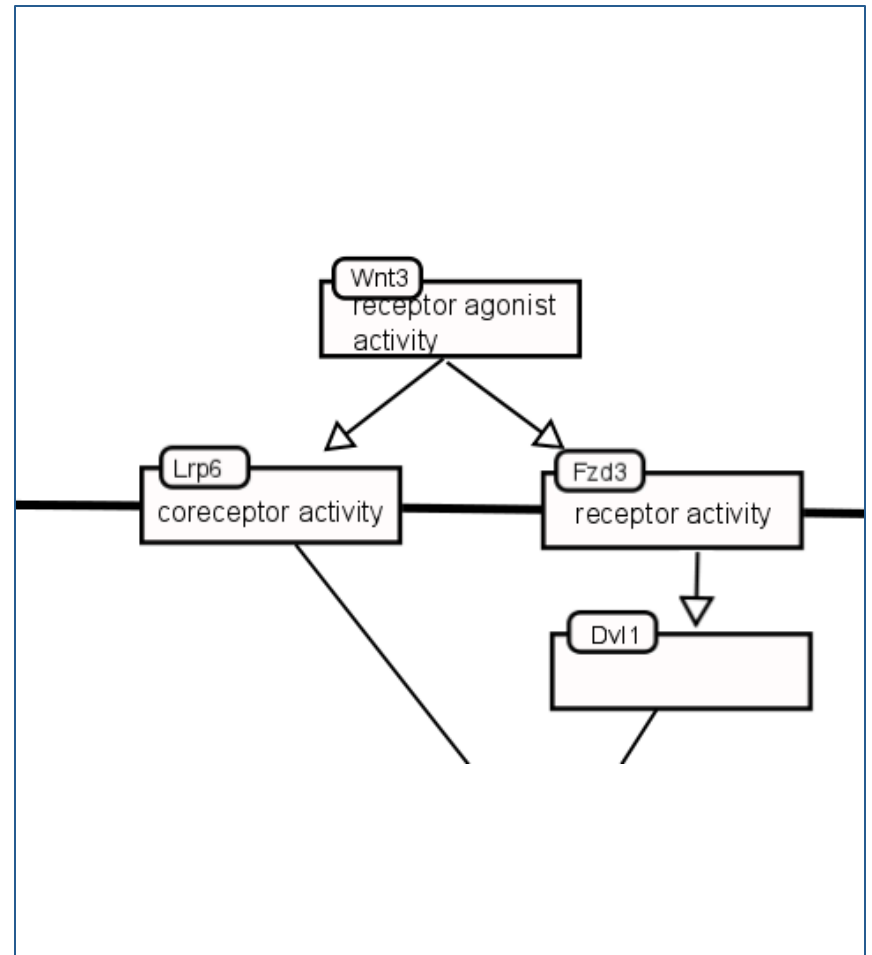 Wnt3
receptor agonist
activity
Lrp6
coreceptor activity
Fzd3
receptor activity
Dvl1